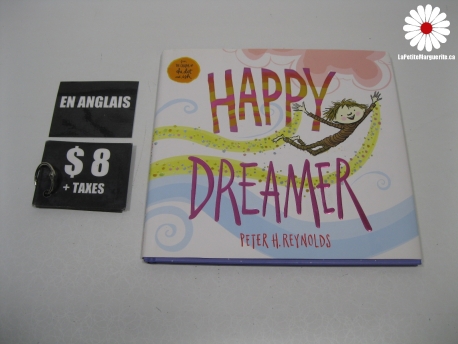 LaPetiteMarguerite.ca
EN ANGLAIS
$ 8
+ TAXES
HAPPY
DREAMER
PETER H. REYNOLDS